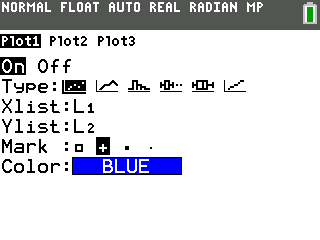 NORMAL FLOAT AUTO REAL RADIAN MP
Plot1 Plot2 Plot3
On Off
Type:
Xlist:L1
Ylist:L2
Mark : + .
Color: BLUE